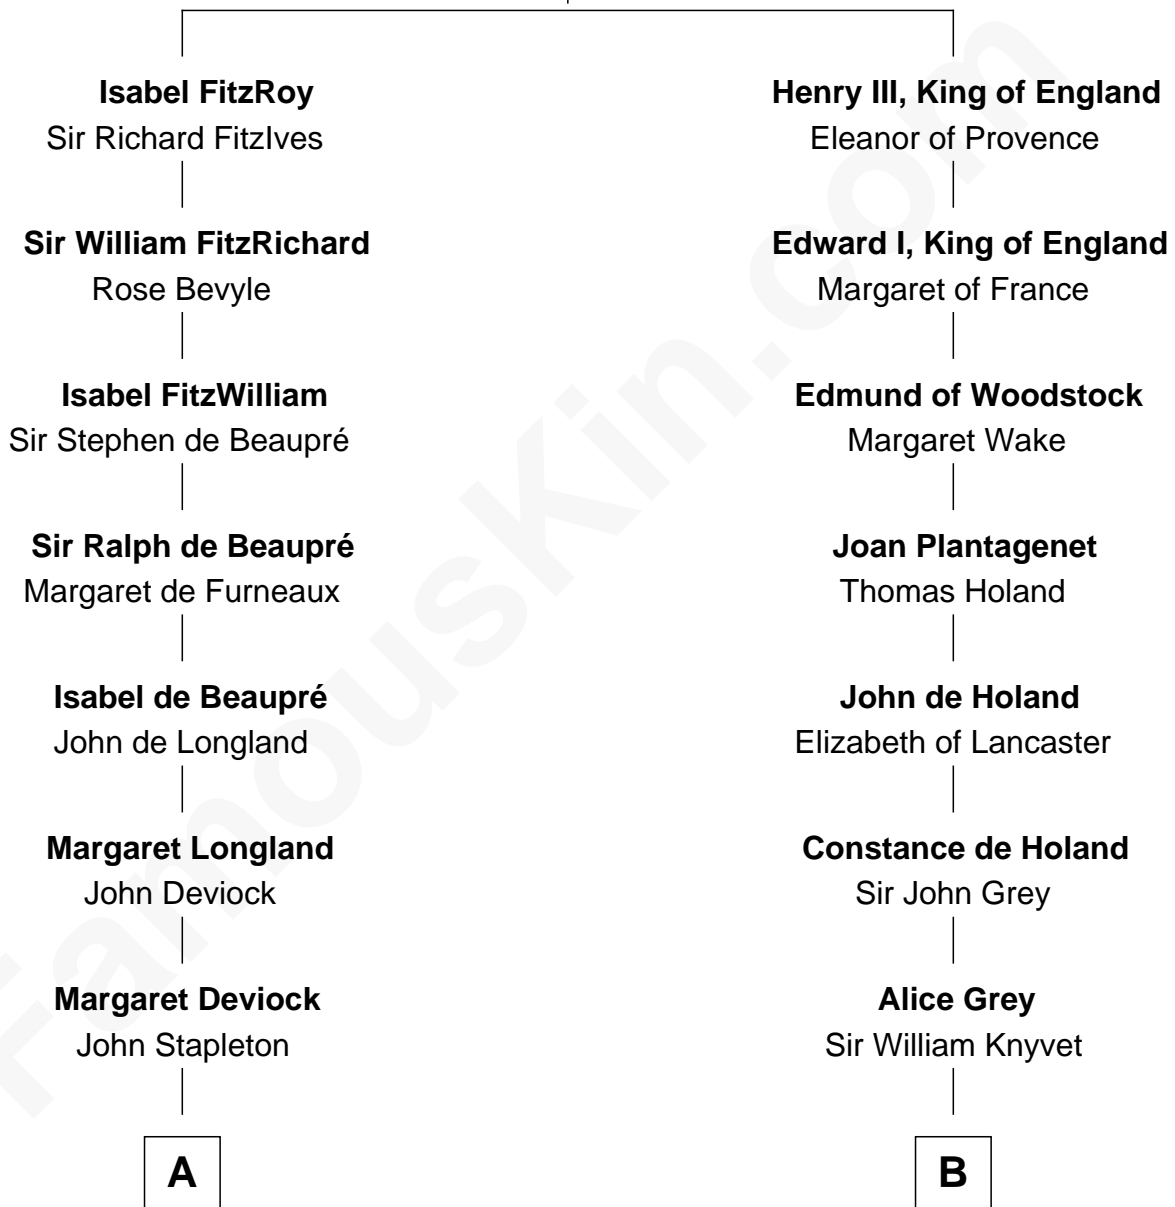 Isabel FitzRoy
Sir Richard FitzIves
Sir William FitzRichard
Rose Bevyle
Isabel FitzWilliam
Sir Stephen de Beaupré
Sir Ralph de Beaupré
Margaret de Furneaux
Isabel de Beaupré
John de Longland
Margaret Longland
John Deviock
Margaret Deviock
John Stapleton
A
Henry III, King of England
Eleanor of Provence
Edward I, King of England
Margaret of France
Edmund of Woodstock
Margaret Wake
Joan Plantagenet
Thomas Holand
John de Holand
Elizabeth of Lancaster
Constance de Holand
Sir John Grey
Alice Grey
Sir William Knyvet
B
FamousKin.com